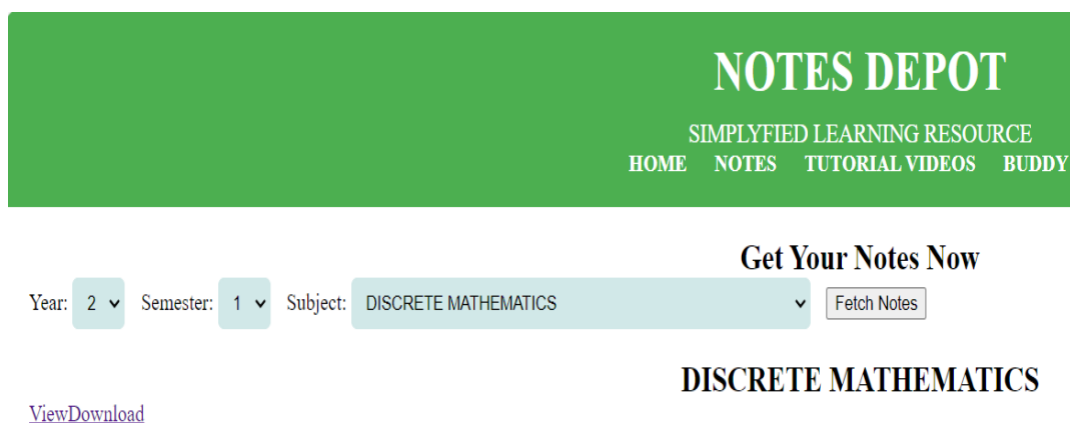 NOTES DEPOT
SIMPLYFIED LEARNING RESOURCE
HOME NOTES TUTORIAL VIDEOS BUDDY
Get Your Notes Now
Year: 2 Semester: 1 Subject: DISCRETE MATHEMATICS Fetch Notes
DISCRETE MATHEMATICS
ViewDownload